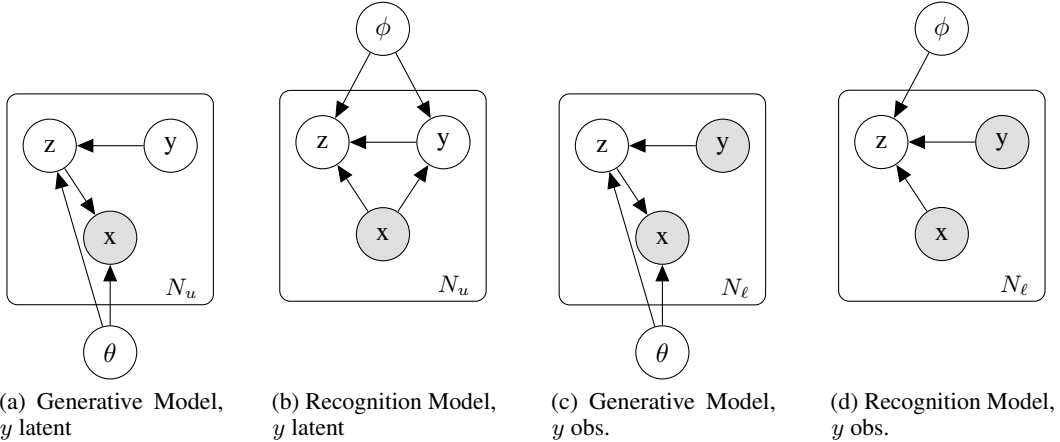 ϕ ϕ
z y z y z y z y
x x x x
N_u N_u N_ℓ N_ℓ
θ θ
(a) Generative Model, (b) Recognition Model, (c) Generative Model, (d) Recognition Model,
y latent y latent y obs. y obs.